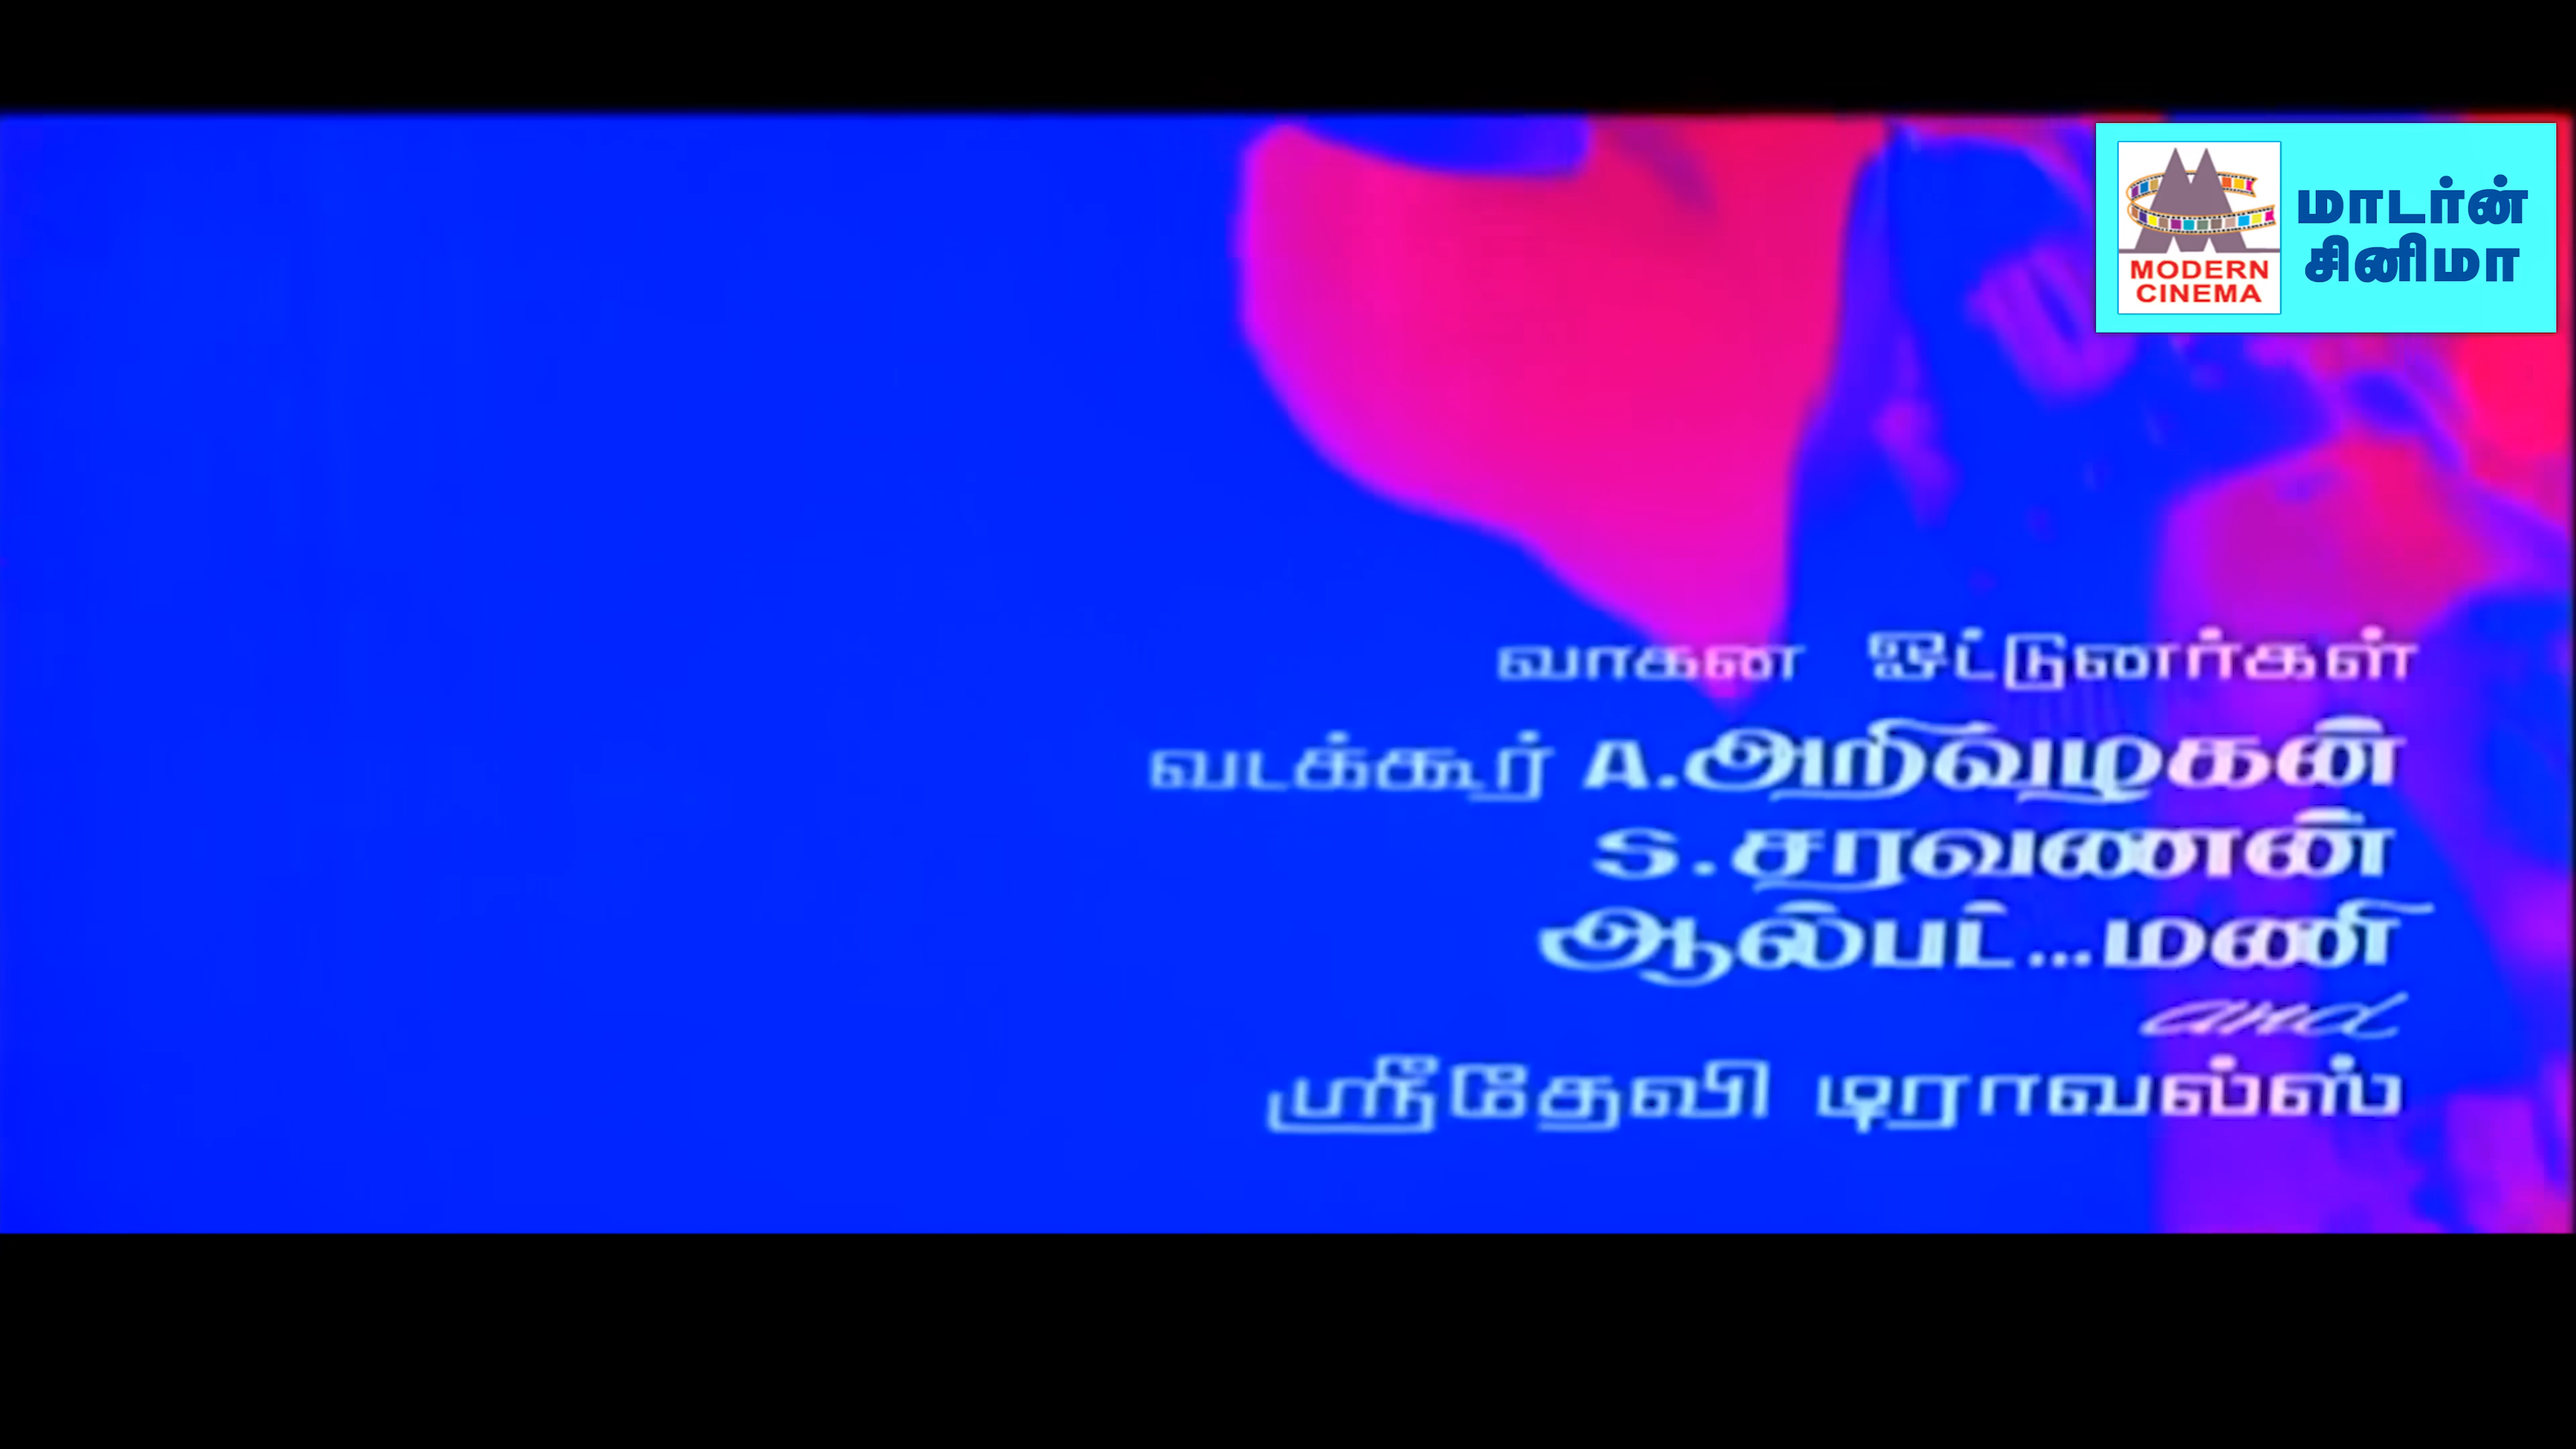 மாடர்ன்
சினிமா
MODERN
CINEMA
வாகன ஓட்டுனர்கள்
வடக்கூர் A.அறிவழகன்
S.சரவணன்
ஆல்பட்...மணி
and
ஸ்ரீதேவி டிராவல்ஸ்